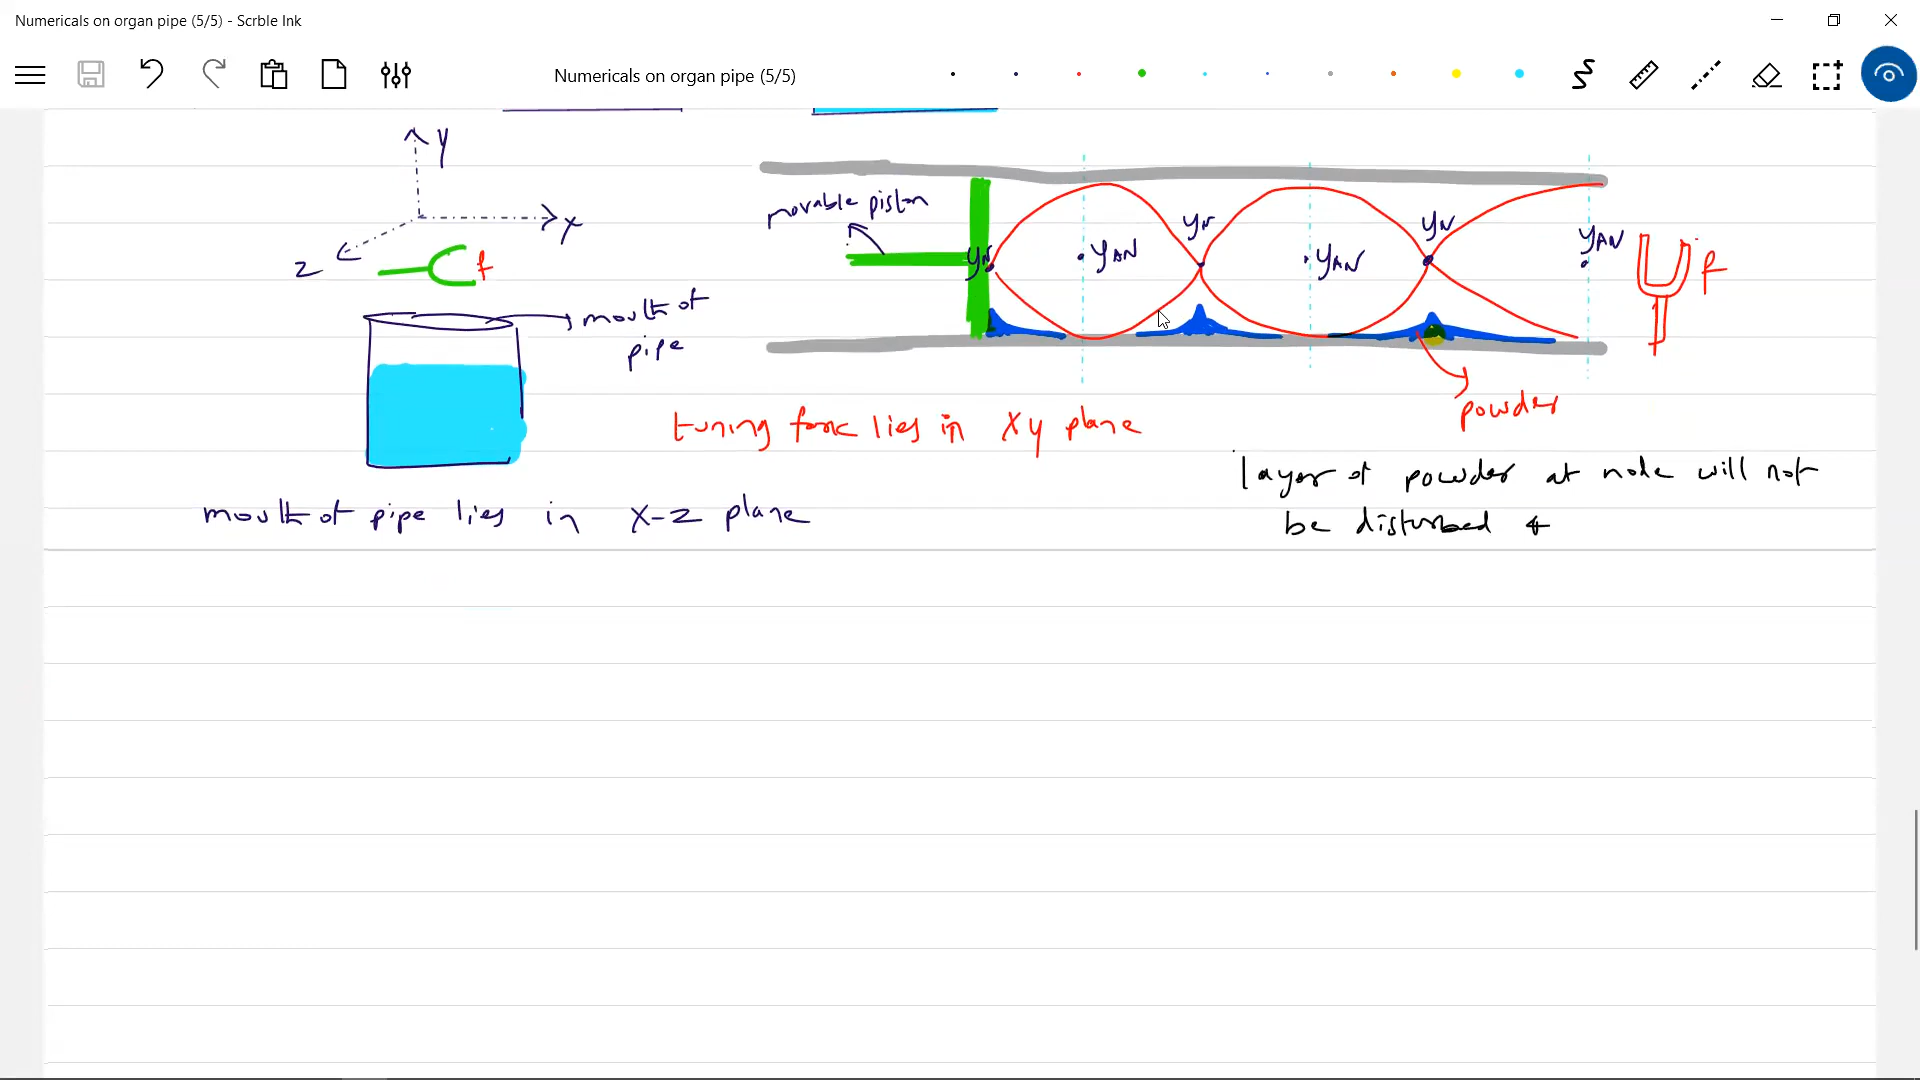 Numericals on organ pipe (5/5) - Scrble Ink
Numericals on organ pipe (5/5)
y
x
z
f
mouth of
pipe
movable piston
yN
yAN
yN
yAN
yN
yAN
f
powder
tuning fork lies in xy plane
layer of powder at node will not
be disturbed &
mouth of pipe lies in x-z plane